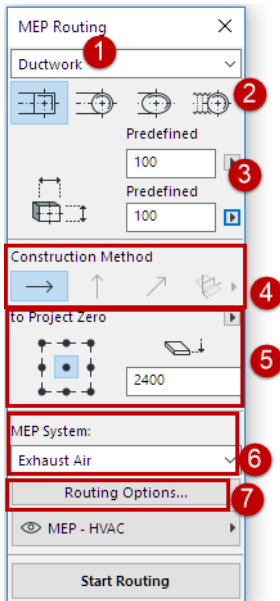 MEP Routing
Ductwork
1
2
Predefined
100
3
Predefined
100
Construction Method
4
to Project Zero
5
2400
MEP System:
Exhaust Air
6
Routing Options...
7
MEP - HVAC
Start Routing